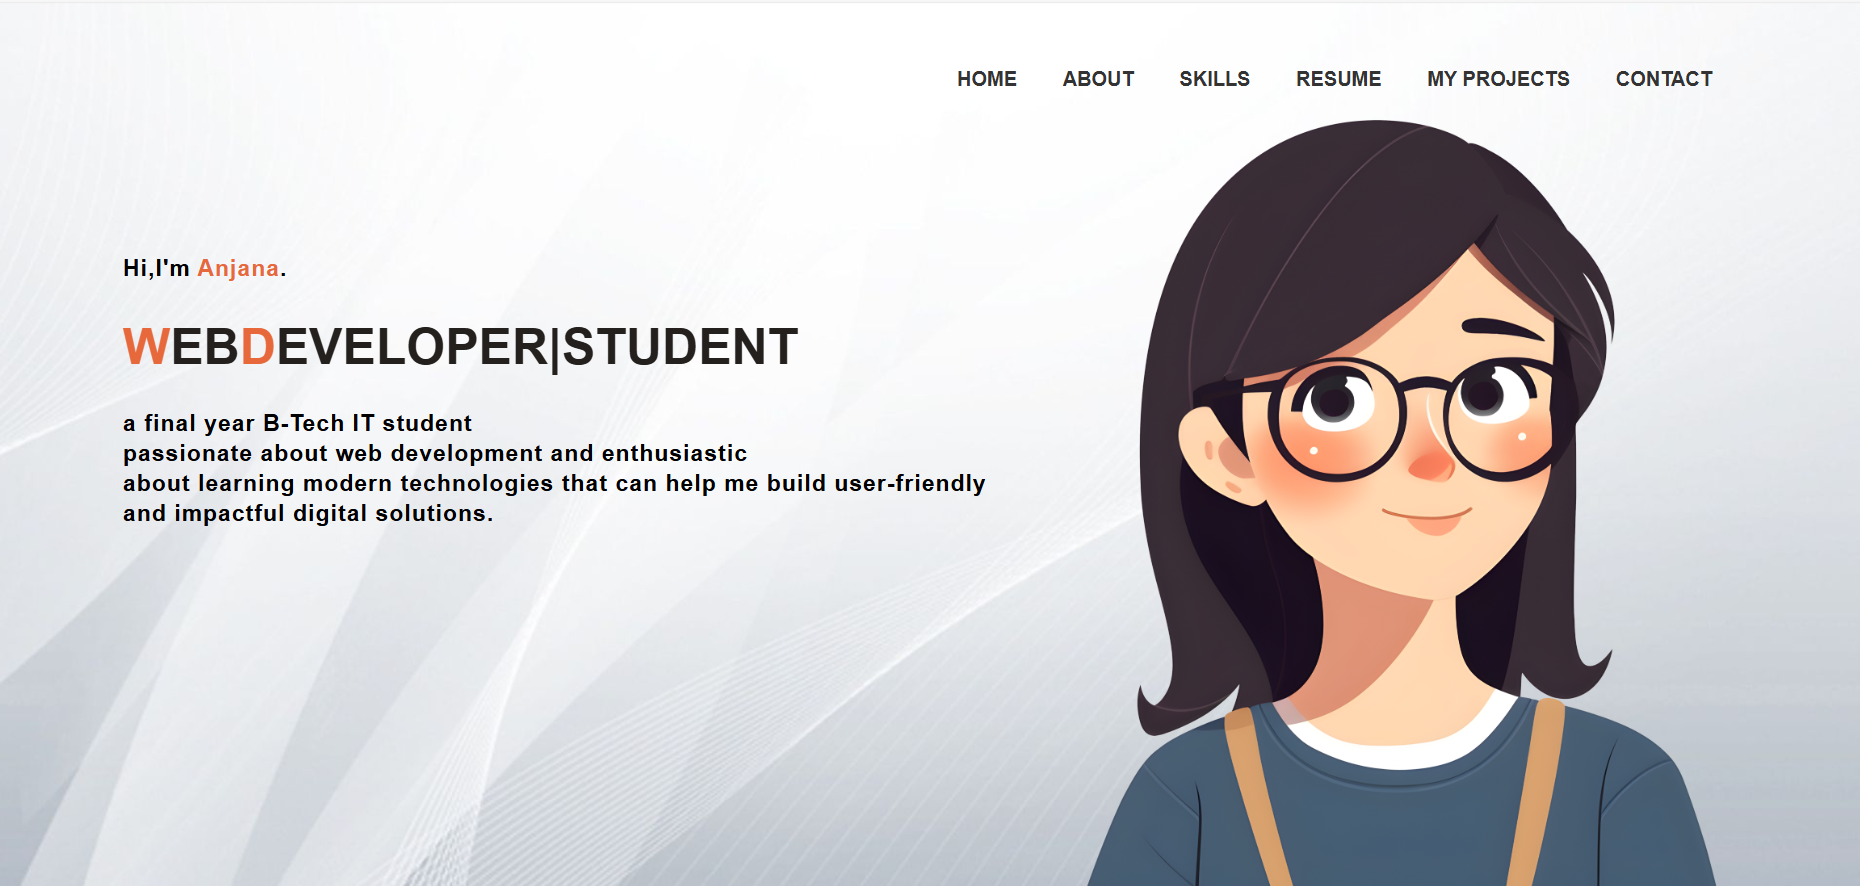 HOME ABOUT SKILLS RESUME MY PROJECTS CONTACT
Hi,I'm Anjana.
WEBDEVELOPER|STUDENT
a final year B-Tech IT student
passionate about web development and enthusiastic
about learning modern technologies that can help me build user-friendly
and impactful digital solutions.